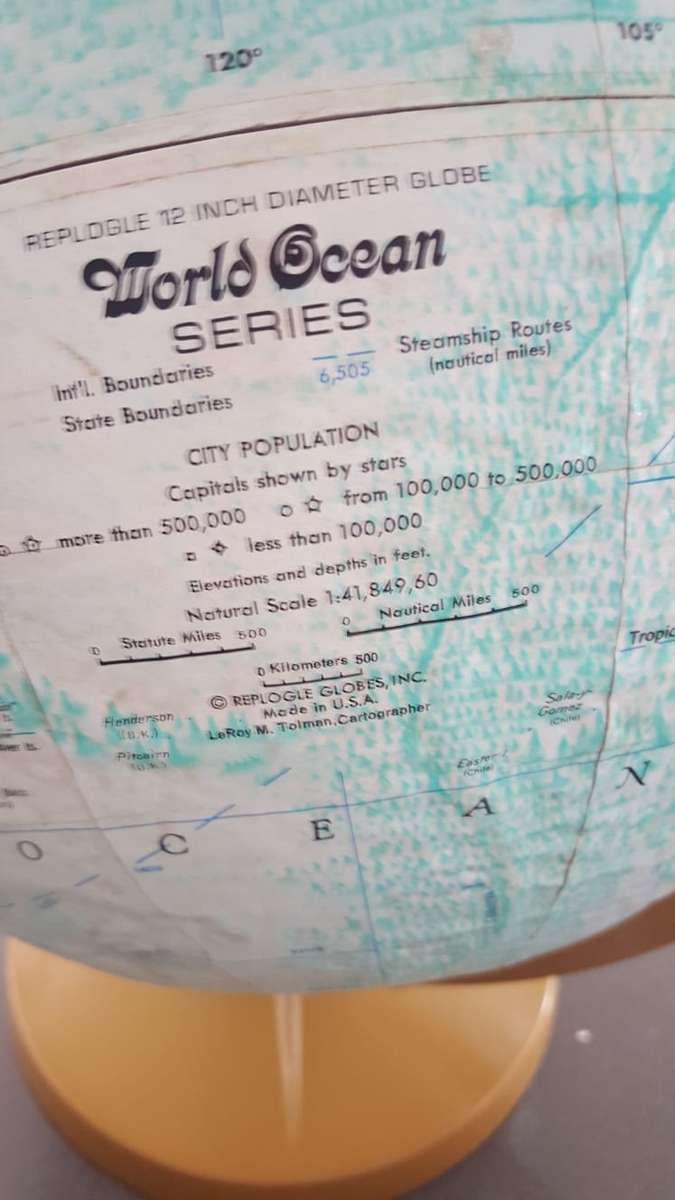 120°
105°
REPLOGLE 12 INCH DIAMETER GLOBE
World Ocean
SERIES
Int'l. Boundaries
State Boundaries
6,505
Steamship Routes
(nautical miles)
CITY POPULATION
Capitals shown by stars
more than 500,000
from 100,000 to 500,000
less than 100,000
Elevations and depths in feet.
Natural Scale 1:41,849,60
0 Statute Miles 500
0 Nautical Miles 500
0 Kilometers 500
© REPLOGLE GLOBES, INC.
Made in U.S.A.
LeRoy M. Tolman, Cartographer
Tropic
Henderson
(U.K.)
Pitcairn
(U.K.)
Sala-y
Gomez
(Chile)
Easter I.
(Chile)
O C E A N